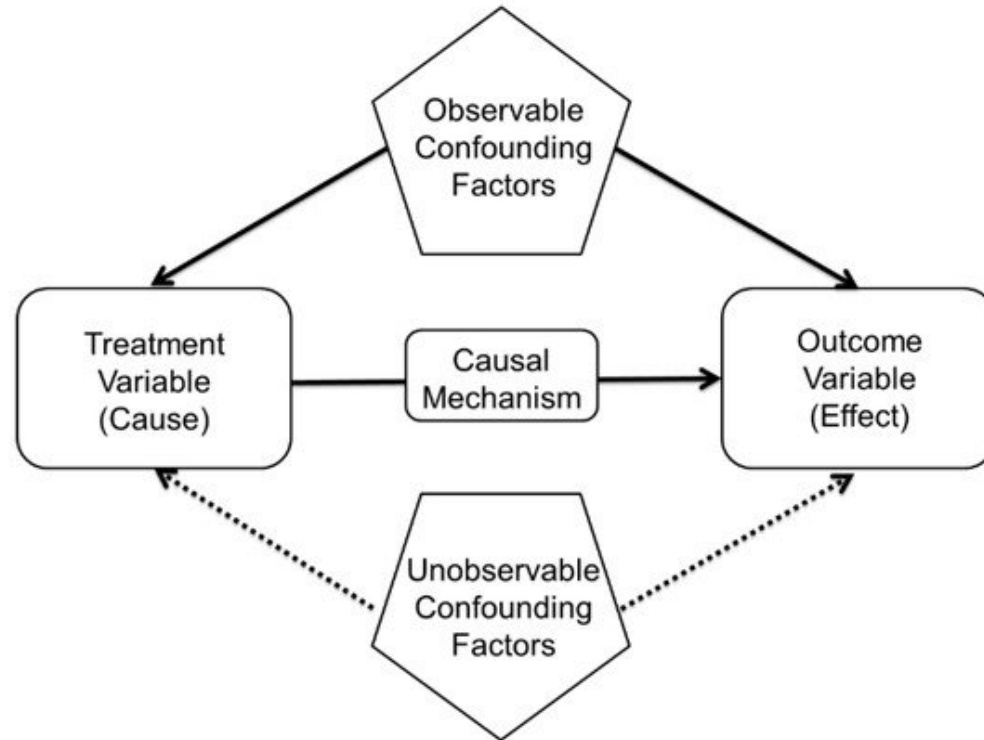 Observable
Confounding
Factors
Treatment
Variable
(Cause)
Causal
Mechanism
Outcome
Variable
(Effect)
Unobservable
Confounding
Factors